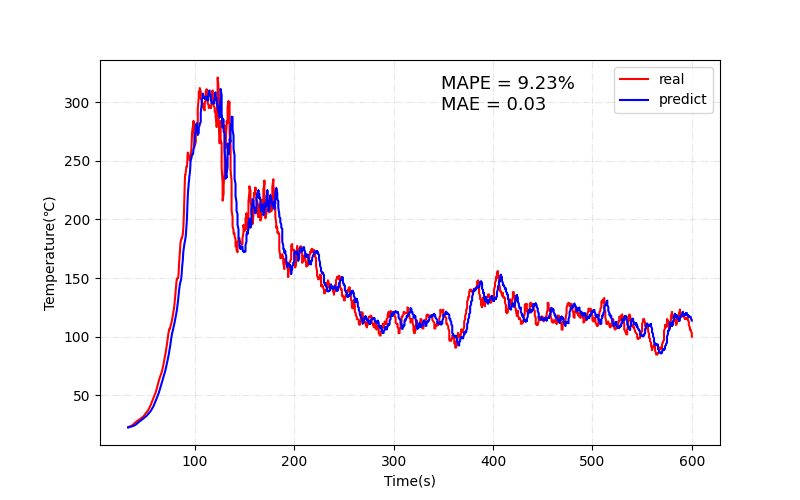 MAPE = 9.23%
MAE = 0.03
real
predict
Temperature(℃)
300
250
200
150
100
50
100 200 300 400 500 600
Time(s)